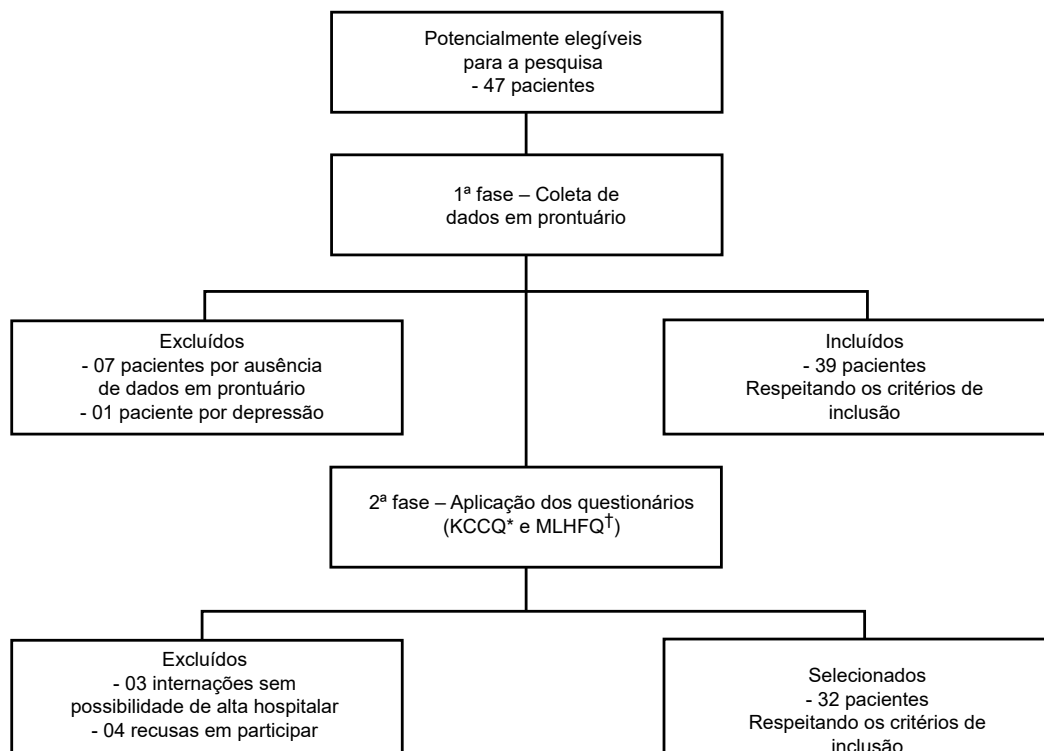 Potencialmente elegíveis
para a pesquisa
- 47 pacientes
1ª fase – Coleta de
dados em prontuário
Excluídos
- 07 pacientes por ausência
de dados em prontuário
- 01 paciente por depressão
Incluídos
- 39 pacientes
Respeitando os critérios de
inclusão
2ª fase – Aplicação dos questionários
(KCCQ* e MLHFQ†)
Excluídos
- 03 internações sem
possibilidade de alta hospitalar
- 04 recusas em participar
Selecionados
- 32 pacientes
Respeitando os critérios de
inclusão